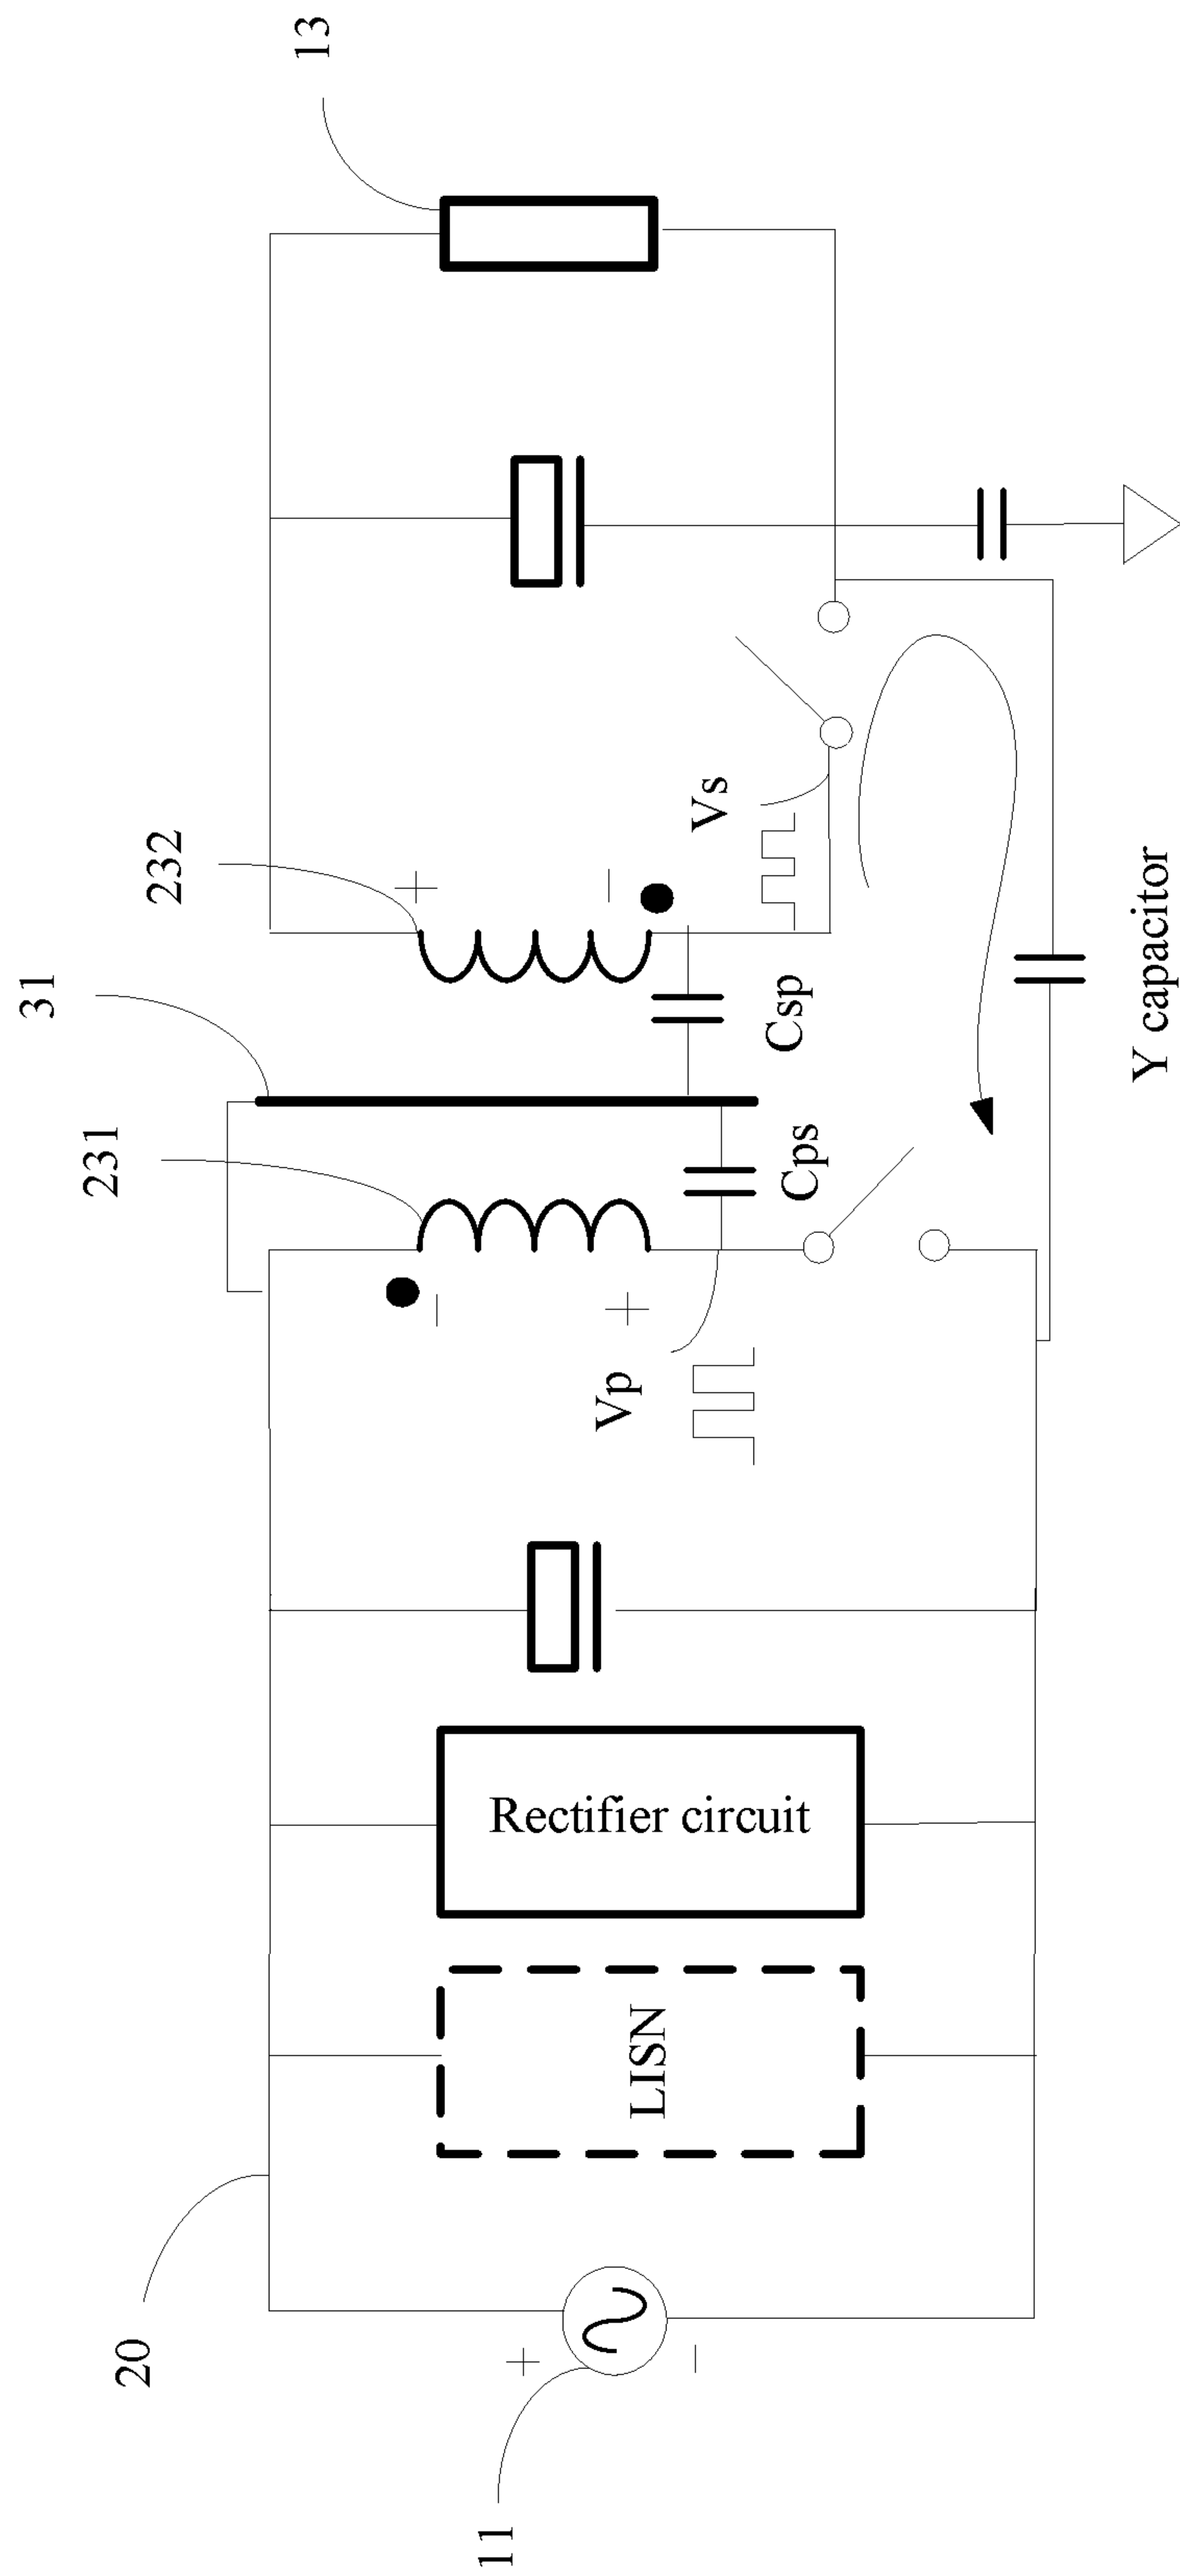 13
232
Vs
31
Csp
231
Cps
Y capacitor
Vp
Rectifier circuit
LISN
20
11
+
−
+
−
−
+